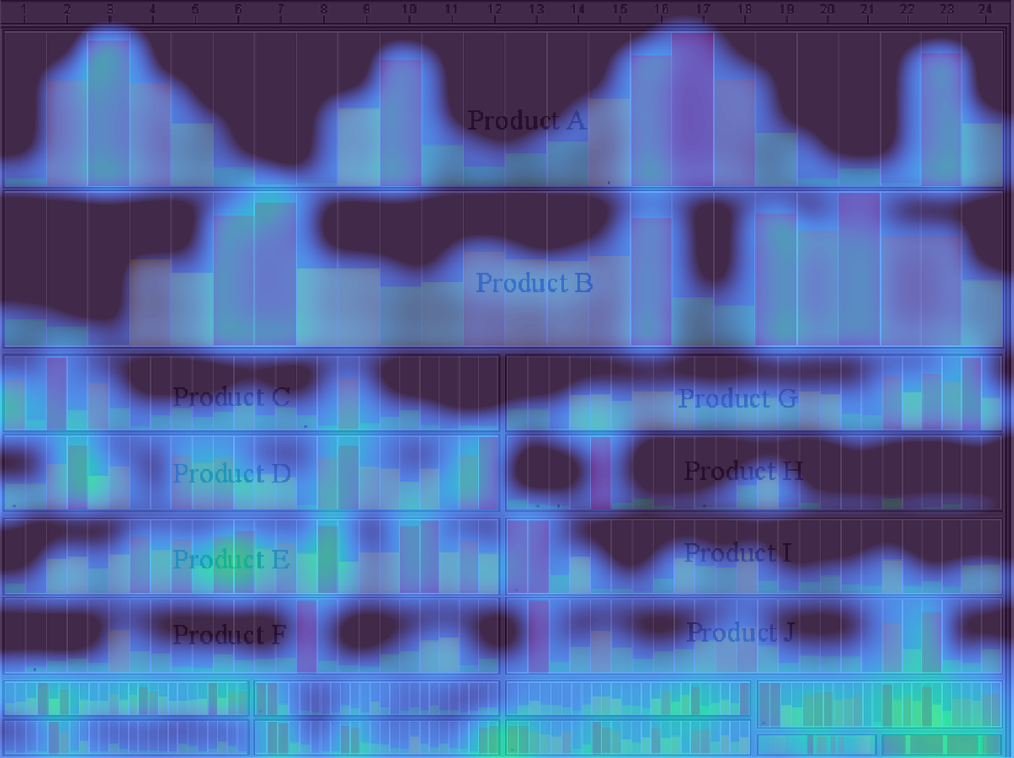 1 2 3 4 5 6 7 8 9 10 11 12 13 14 15 16 17 18 19 20 21 22 23 24
Product A
Product B
Product C
Product G
Product D
Product H
Product E
Product I
Product F
Product J